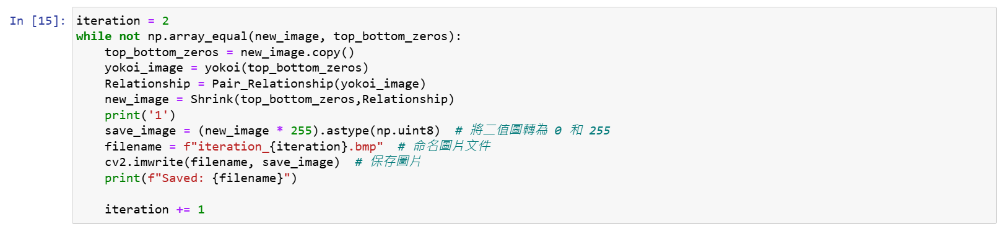 In [15]: iteration = 2
while not np.array_equal(new_image, top_bottom_zeros):
    top_bottom_zeros = new_image.copy()
    yokoi_image = yokoi(top_bottom_zeros)
    Relationship = Pair_Relationship(yokoi_image)
    new_image = Shrink(top_bottom_zeros,Relationship)
    print('1')
    save_image = (new_image * 255).astype(np.uint8)  # 將二值圖轉為 0 和 255
    filename = f"iteration_{iteration}.bmp"  # 命名圖片文件
    cv2.imwrite(filename, save_image)  # 保存圖片
    print(f"Saved: {filename}")
    iteration += 1